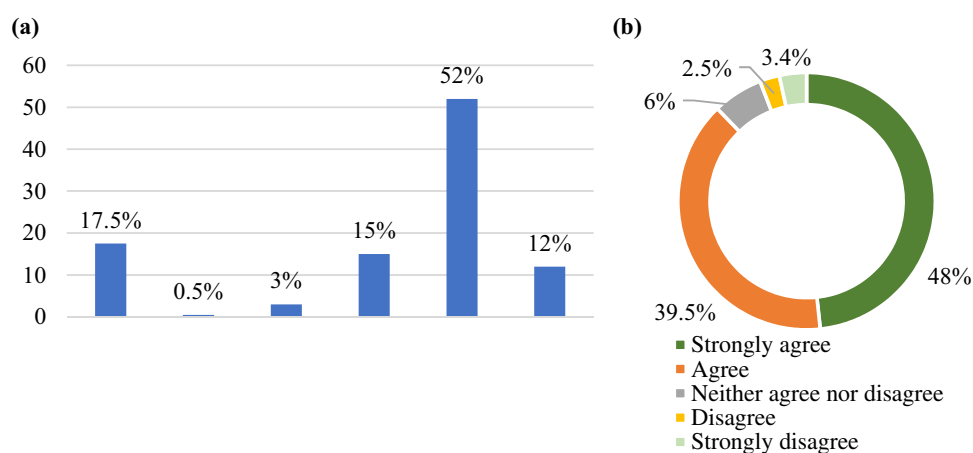 (a)
60
50
40
30
20
10
0
17.5%
0.5%
3%
15%
52%
12%
(b)
3.4%
2.5%
6%
39.5%
48%
Strongly agree
Agree
Neither agree nor disagree
Disagree
Strongly disagree